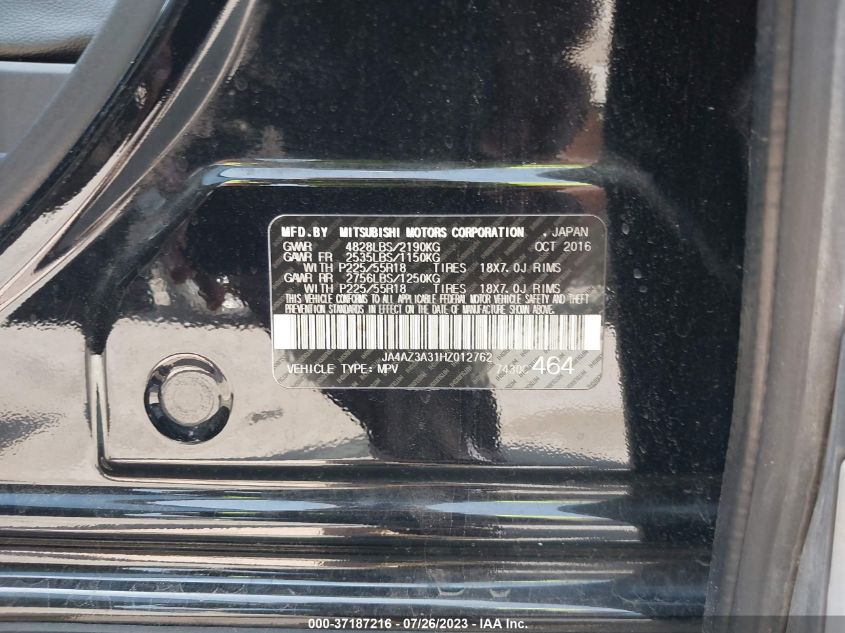 MFD.BY MITSUBISHI MOTORS CORPORATION , JAPAN
GVWR 4828LBS/2190KG OCT 2016
GAWR FR 2535LBS/1150KG
WITH P225/55R18 TIRES 18X7.0J RIMS
GAWR RR 2756LBS/1250KG
WITH P225/55R18 TIRES 18X7.0J RIMS
THIS VEHICLE CONFORMS TO ALL APPLICABLE FEDERAL MOTOR VEHICLE SAFETY AND THEFT
PREVENTION STANDARDS IN EFFECT ON THE DATE OF MANUFACTURE SHOWN ABOVE.
JA4AZ3A31HZ012762
VEHICLE TYPE: MPV 7430C 464
000-37187216 - 07/26/2023 - IAA Inc.